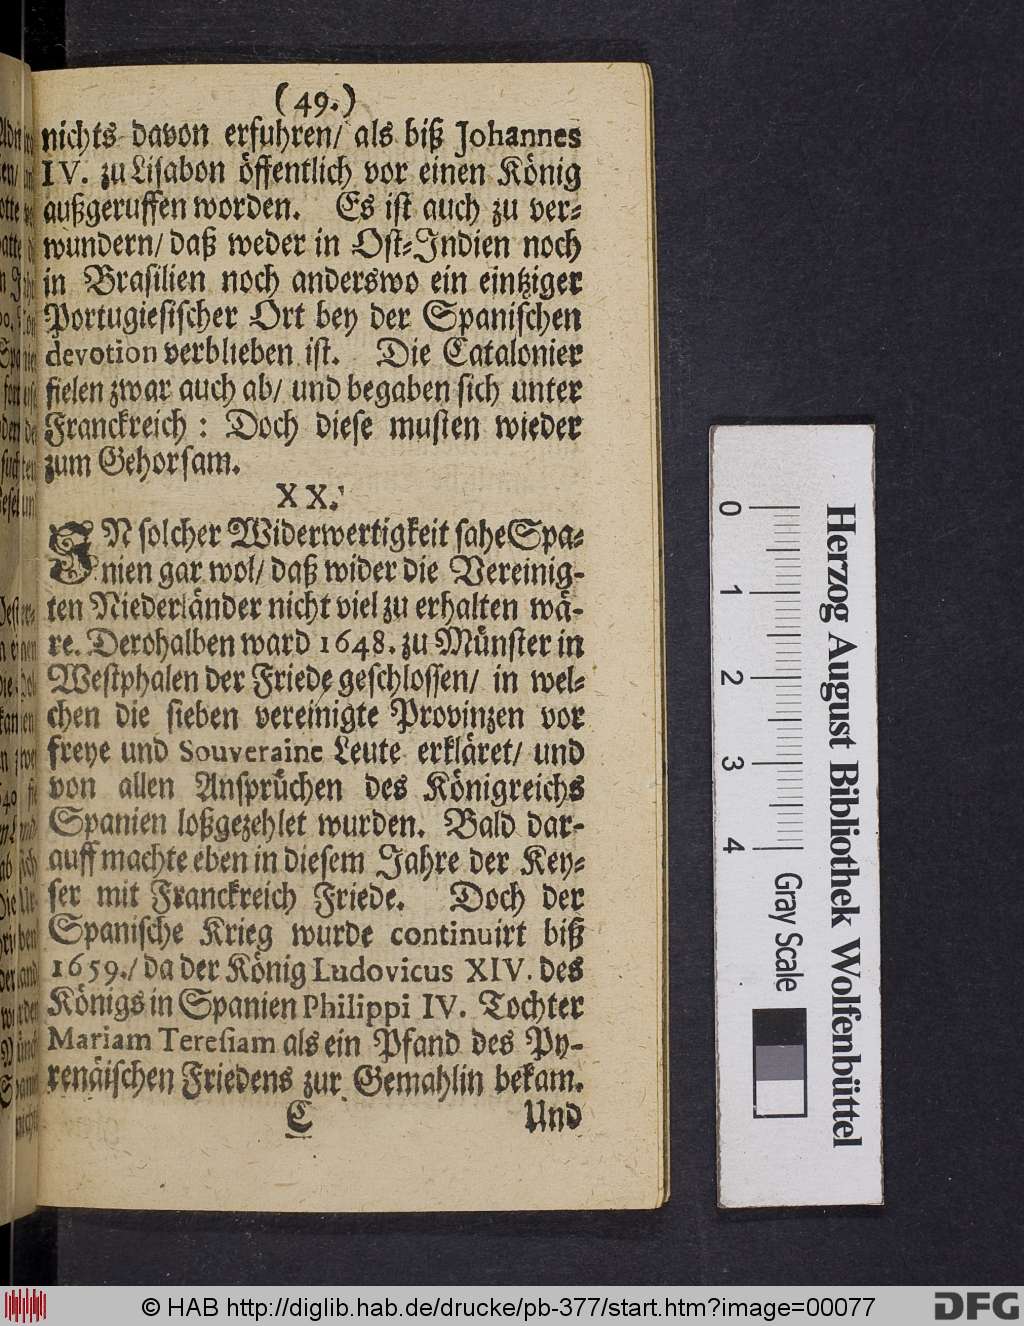 (49.)
nichts davon erfuhren/ als biß Johannes
IV. zu Lisabon öffentlich vor einen König
außgeruffen worden. Es ist auch zu ver-
wundern/ daß weder in Ost-Indien noch
in Brasilien noch anderswo ein eintziger
Portugiesischer Ort bey der Spanischen
devotion verblieben ist. Die Catalonier
fielen zwar auch ab/ und begaben sich unter
Franckreich: Doch diese musten wieder
zum Gehorsam.
XX.
IN solcher Widerwertigkeit sahe Spa-
nien gar wol/ daß wider die Vereinig-
ten Niederländer nicht viel zu erhalten wä-
re. Derohalben ward 1648. zu Münster in
Westphalen der Friede geschlossen/ in wel-
chen die sieben vereinigte Provinzen vor
freye und Souveraine Leute erkläret/ und
von allen Ansprüchen des Königreichs
Spanien loßgezehlet wurden. Bald dar-
auff machte eben in diesem Jahre der Key-
ser mit Franckreich Friede. Doch der
Spanische Krieg wurde continuirt biß
1659./ da der König Ludovicus XIV. des
Königs in Spanien Philippi IV. Tochter
Mariam Teresiam als ein Pfand des Py-
renäischen Friedens zur Gemahlin bekam.
C Und
0 1 2 3 4
Gray Scale
Herzog August Bibliothek Wolfenbüttel
© HAB http://diglib.hab.de/drucke/pb-377/start.htm?image=00077
DFG